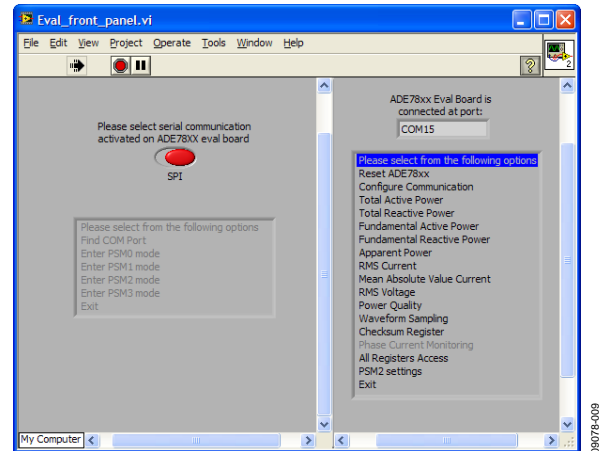 Eval_front_panel.vi
File Edit View Project Operate Tools Window Help
?
2
Please select serial communication
activated on ADE78XX eval board
SPI
Please select from the following options
Find COM Port
Enter PSM0 mode
Enter PSM1 mode
Enter PSM2 mode
Enter PSM3 mode
Exit
ADE78xx Eval Board is
connected at port:
COM15
Please select from the following options
Reset ADE78xx
Configure Communication
Total Active Power
Total Reactive Power
Fundamental Active Power
Fundamental Reactive Power
Apparent Power
RMS Current
Mean Absolute Value Current
RMS Voltage
Power Quality
Waveform Sampling
Checksum Register
Phase Current Monitoring
All Registers Access
PSM2 settings
Exit
My Computer
09078-009